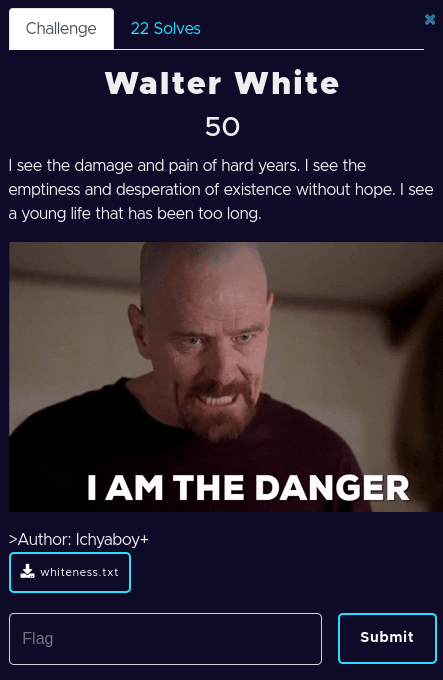 Challenge
22 Solves
×
Walter White
50
I see the damage and pain of hard years. I see the
emptiness and desperation of existence without hope. I see
a young life that has been too long.
I AM THE DANGER
>Author: Ichyaboy+
whiteness.txt
Flag
Submit